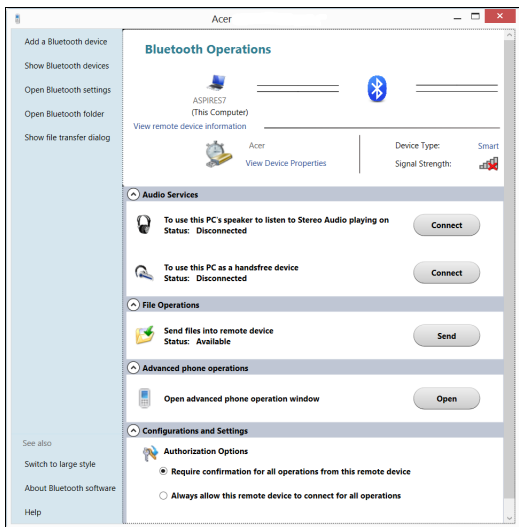 Acer
Add a Bluetooth device
Show Bluetooth devices
Open Bluetooth settings
Open Bluetooth folder
Show file transfer dialog
Bluetooth Operations
ASPIRES7
(This Computer)
View remote device information
Acer
View Device Properties
Device Type: Smart
Signal Strength:
Audio Services
To use this PC's speaker to listen to Stereo Audio playing on
Status: Disconnected
Connect
To use this PC as a handsfree device
Status: Disconnected
Connect
File Operations
Send files into remote device
Status: Available
Send
Advanced phone operations
Open advanced phone operation window
Open
Configurations and Settings
Authorization Options
Require confirmation for all operations from this remote device
Always allow this remote device to connect for all operations
See also
Switch to large style
About Bluetooth software
Help